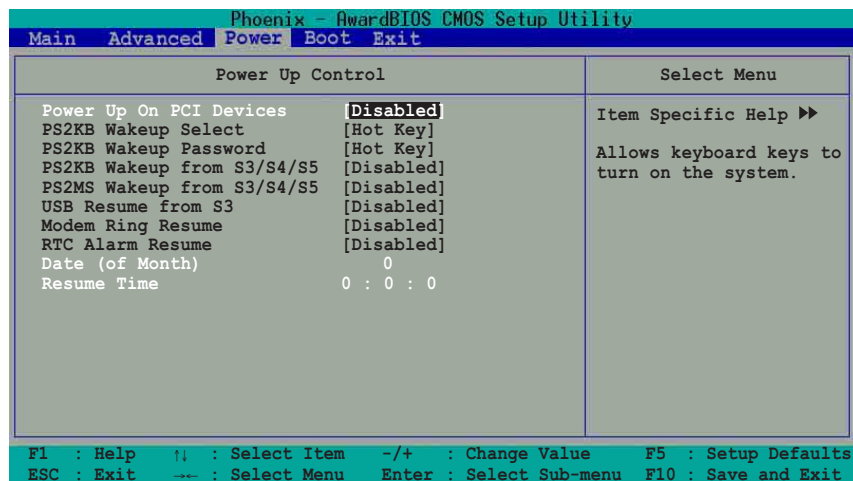 Phoenix - AwardBIOS CMOS Setup Utility
Main Advanced Power Boot Exit
Power Up Control
Select Menu
Power Up On PCI Devices [Disabled]
PS2KB Wakeup Select [Hot Key]
PS2KB Wakeup Password [Hot Key]
PS2KB Wakeup from S3/S4/S5 [Disabled]
PS2MS Wakeup from S3/S4/S5 [Disabled]
USB Resume from S3 [Disabled]
Modem Ring Resume [Disabled]
RTC Alarm Resume [Disabled]
Date (of Month) 0
Resume Time 0 : 0 : 0
Item Specific Help ▶▶
Allows keyboard keys to
turn on the system.
F1 : Help ↑↓ : Select Item -/+ : Change Value F5 : Setup Defaults
ESC : Exit →← : Select Menu Enter : Select Sub-menu F10 : Save and Exit